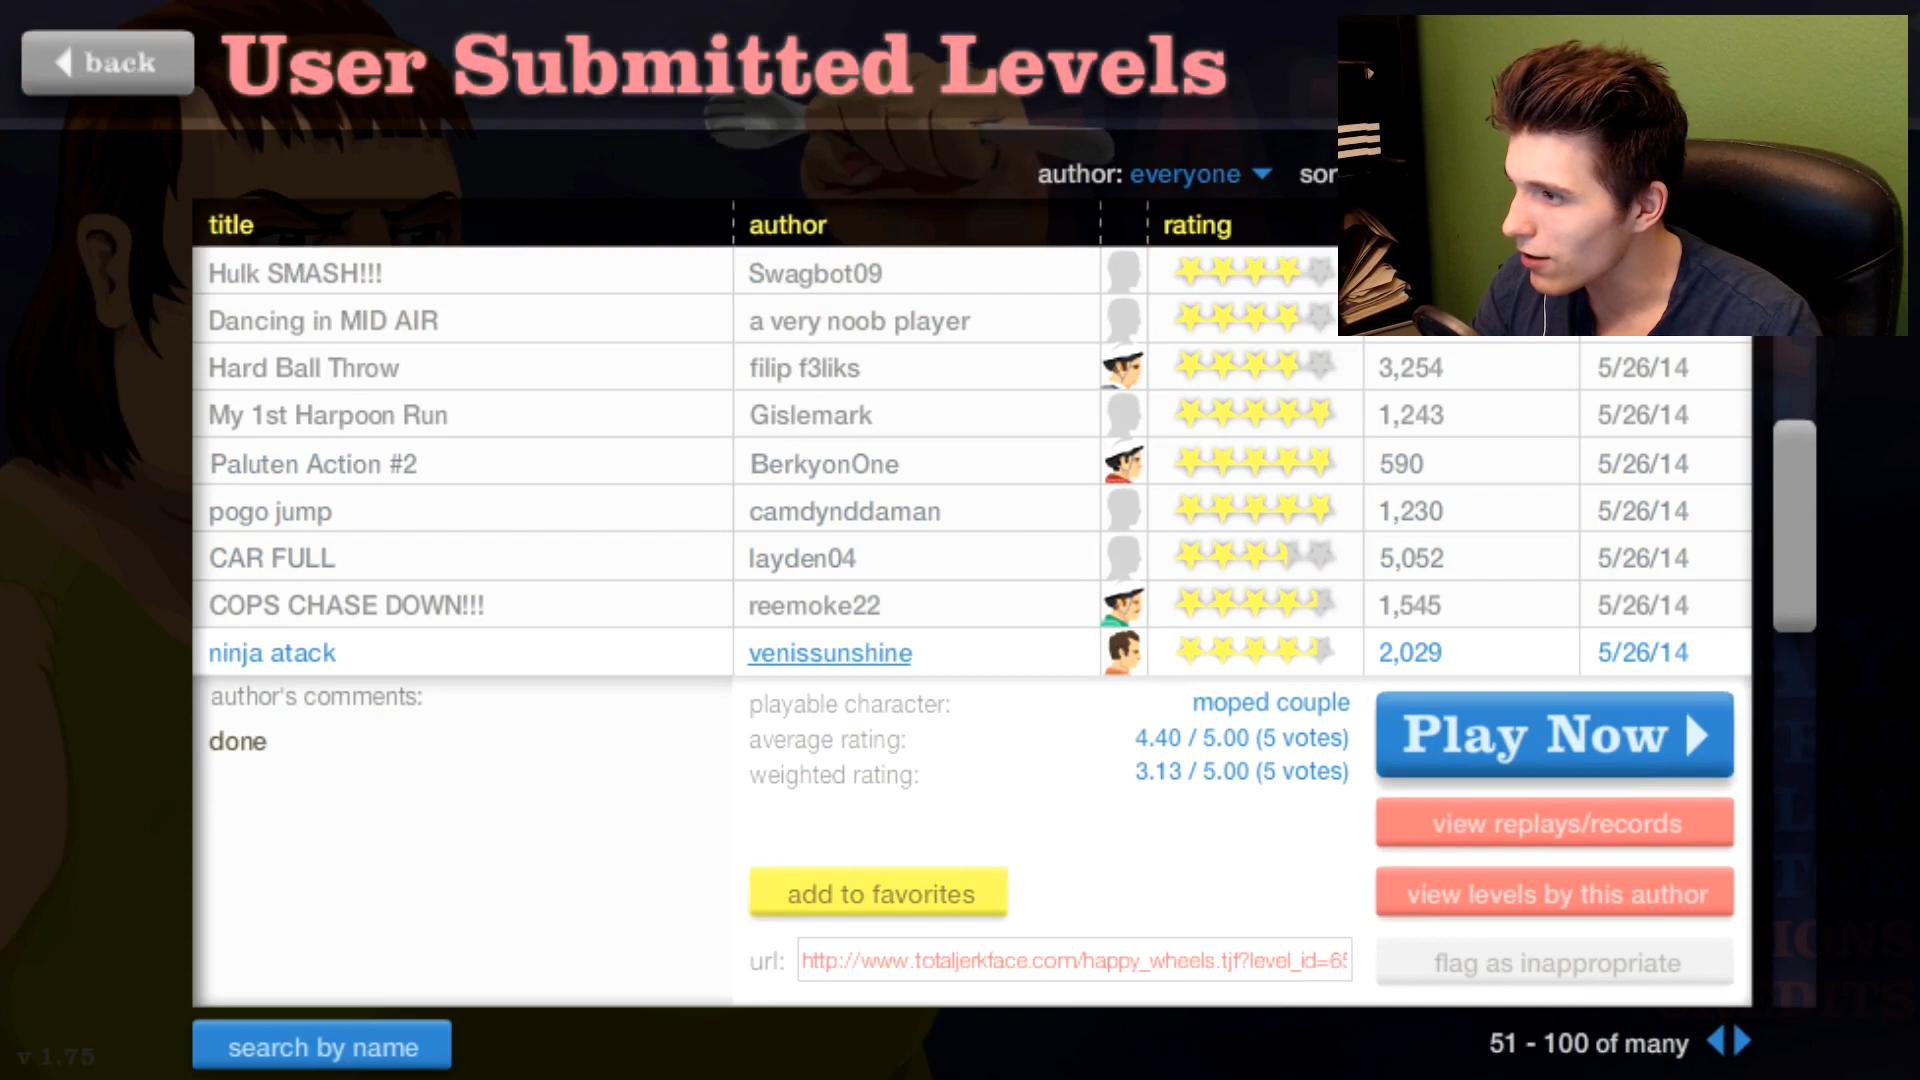 back
User Submitted Levels
author: everyone sor
title author rating
Hulk SMASH!!! Swagbot09
Dancing in MID AIR a very noob player
Hard Ball Throw filip f3liks 3,254 5/26/14
My 1st Harpoon Run Gislemark 1,243 5/26/14
Paluten Action #2 BerkyonOne 590 5/26/14
pogo jump camdynddaman 1,230 5/26/14
CAR FULL layden04 5,052 5/26/14
COPS CHASE DOWN!!! reemoke22 1,545 5/26/14
ninja atack venissunshine 2,029 5/26/14
author's comments:
done
playable character: moped couple
average rating: 4.40 / 5.00 (5 votes)
weighted rating: 3.13 / 5.00 (5 votes)
Play Now
view replays/records
add to favorites
view levels by this author
url: http://www.totaljerkface.com/happy_wheels.tjf?level_id=6
flag as inappropriate
search by name
51 - 100 of many
v 1.75